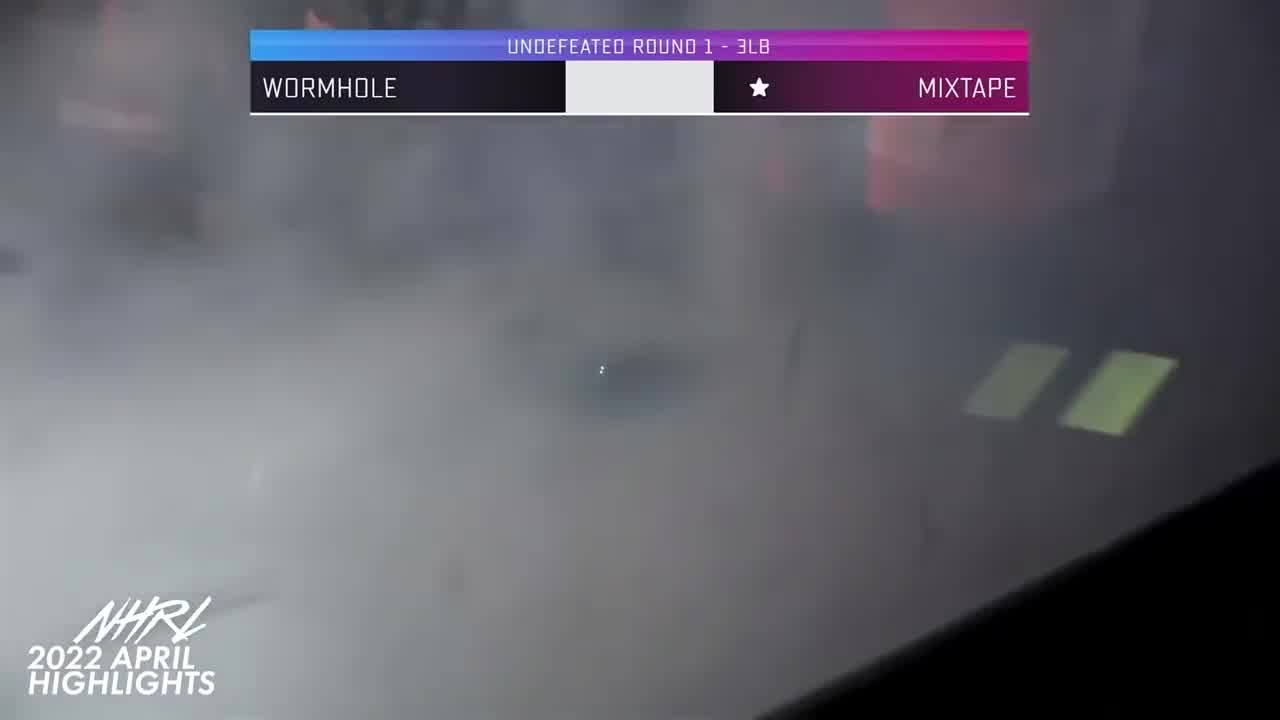 UNDEFEATED ROUND 1 - 3LB
WORMHOLE
MIXTAPE
NHRL
2022 APRIL
HIGHLIGHTS